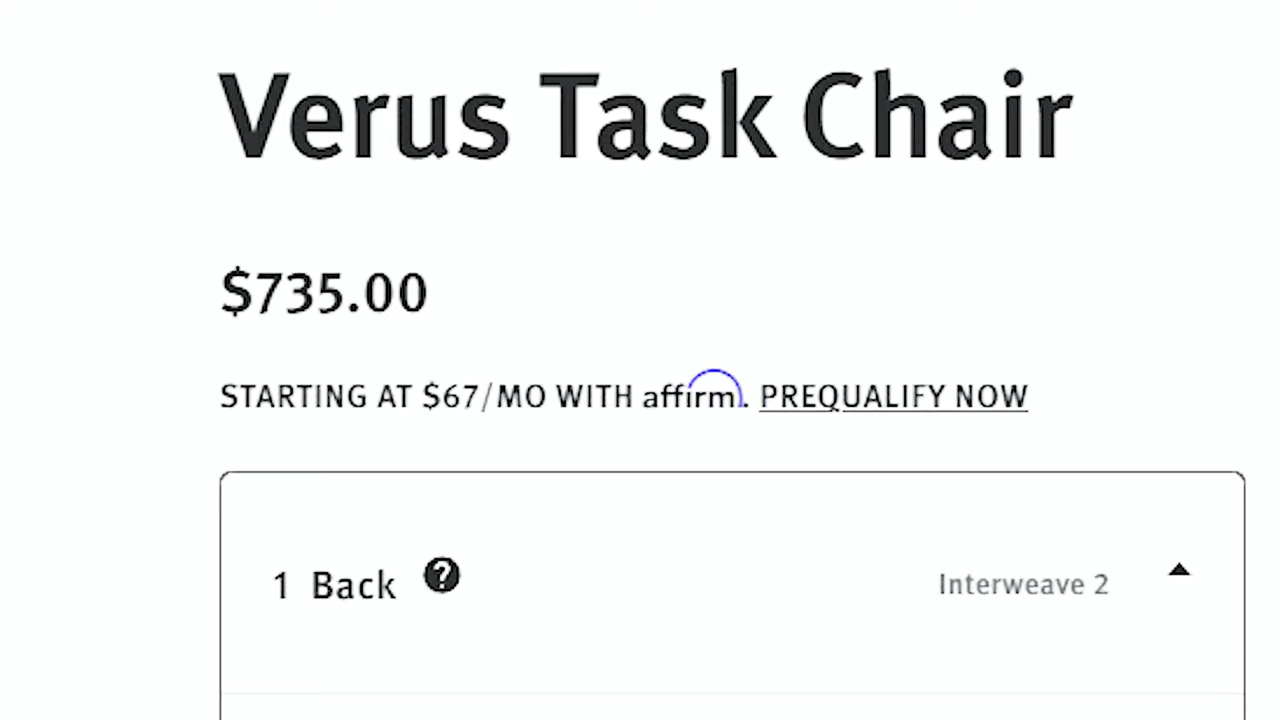 Verus Task Chair
$735.00
STARTING AT $67/MO WITH affirm. PREQUALIFY NOW
1 Back ? Interweave 2